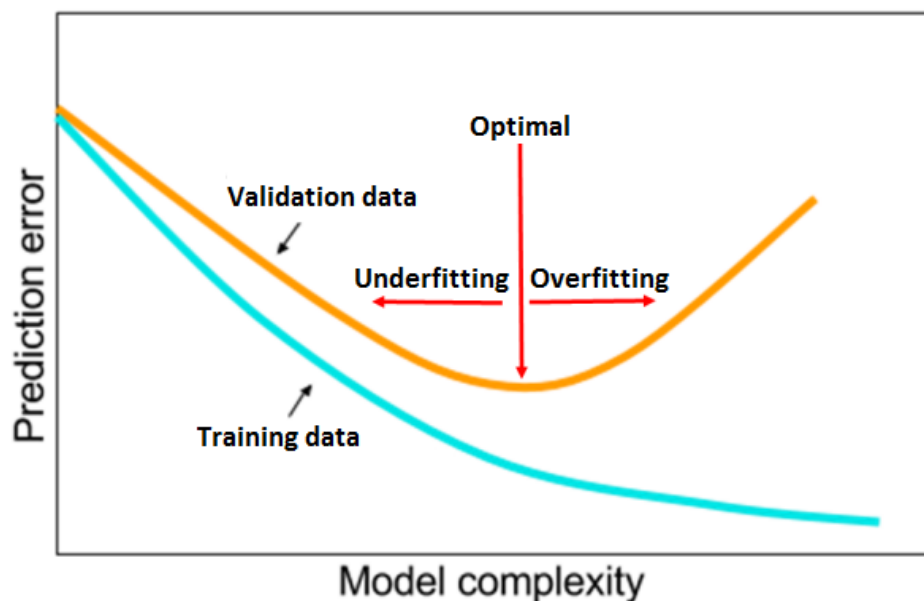 Optimal
Validation data
Underfitting
Overfitting
Training data
Prediction error
Model complexity